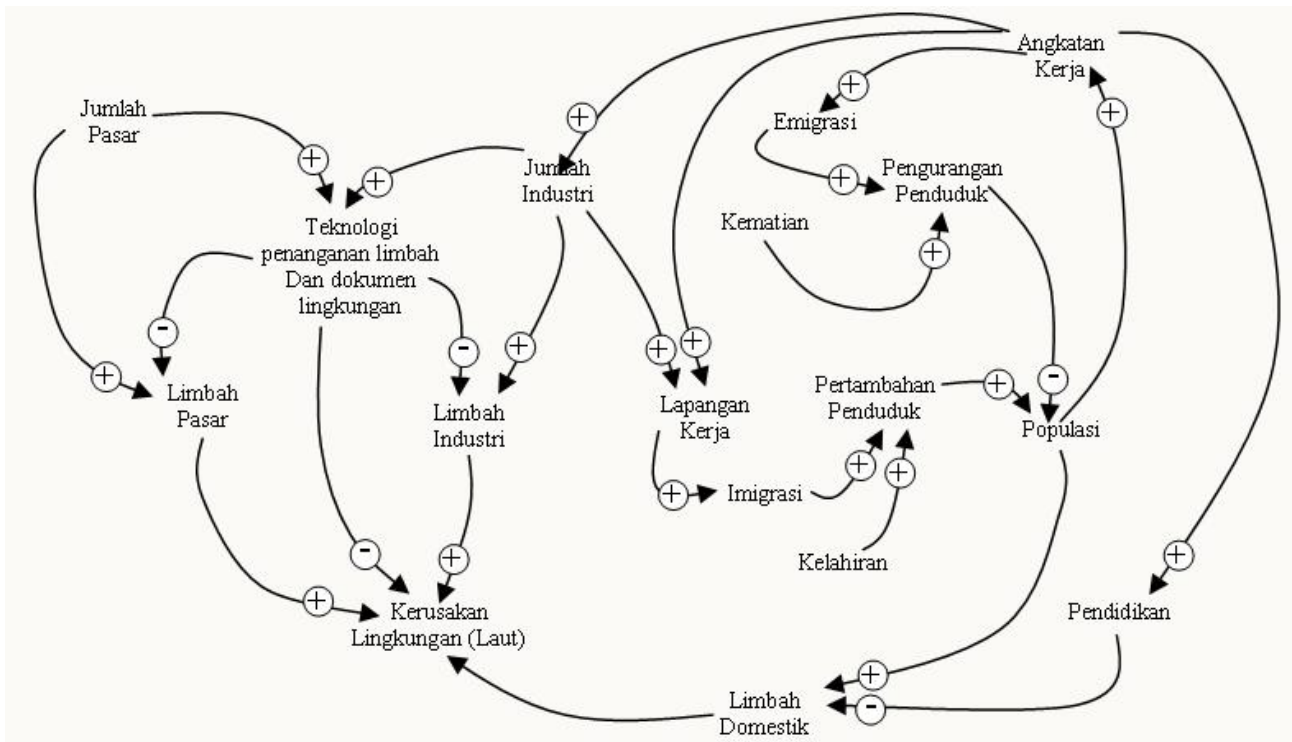 Angkatan
Kerja
+
Emigrasi
+
Jumlah
Pasar
+
+
+
Jumlah
Industri
+
+
Pengurangan
Penduduk
Kematian
+
Teknologi
penanganan limbah
Dan dokumen
lingkungan
-
-
+
+
+
-
+
Limbah
Pasar
Limbah
Industri
Lapangan
Kerja
Pertambahan
Penduduk
+
Populasi
+
Imigrasi
+
+
Kelahiran
-
+
+
+
Kerusakan
Lingkungan (Laut)
Pendidikan
+
-
Limbah
Domestik